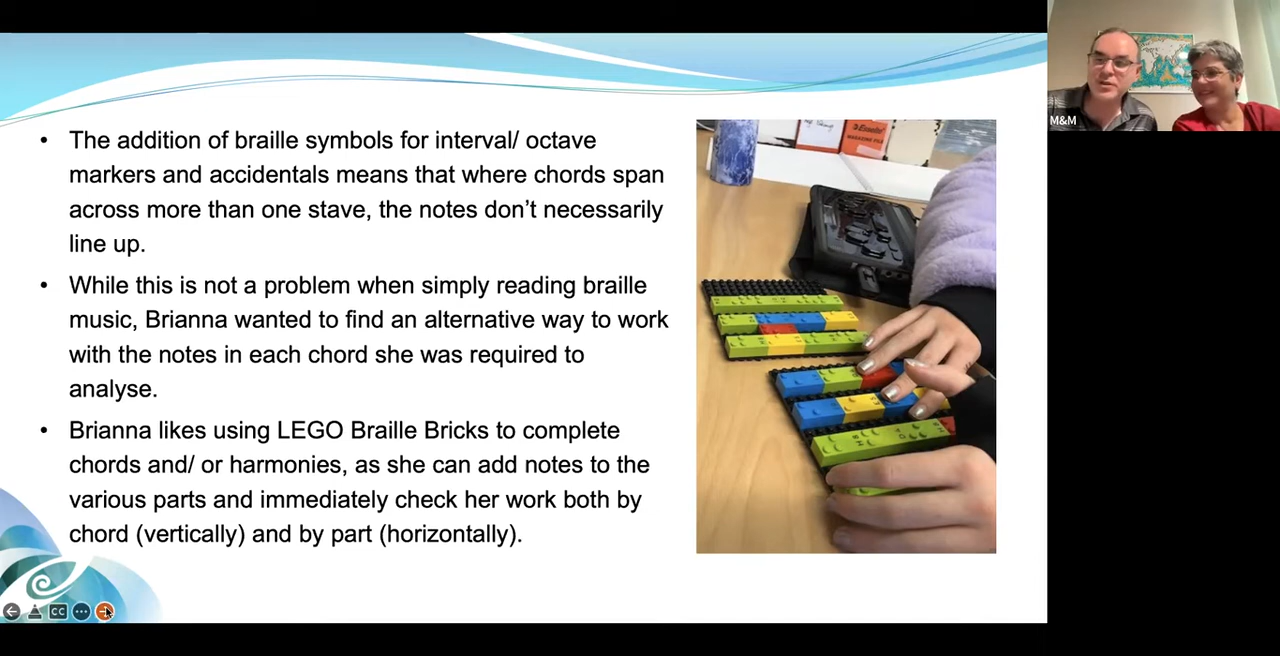 • The addition of braille symbols for interval/ octave
markers and accidentals means that where chords span
across more than one stave, the notes don’t necessarily
line up.
• While this is not a problem when simply reading braille
music, Brianna wanted to find an alternative way to work
with the notes in each chord she was required to
analyse.
• Brianna likes using LEGO Braille Bricks to complete
chords and/ or harmonies, as she can add notes to the
various parts and immediately check her work both by
chord (vertically) and by part (horizontally).
MAGAZINE FILE
CC
M&M